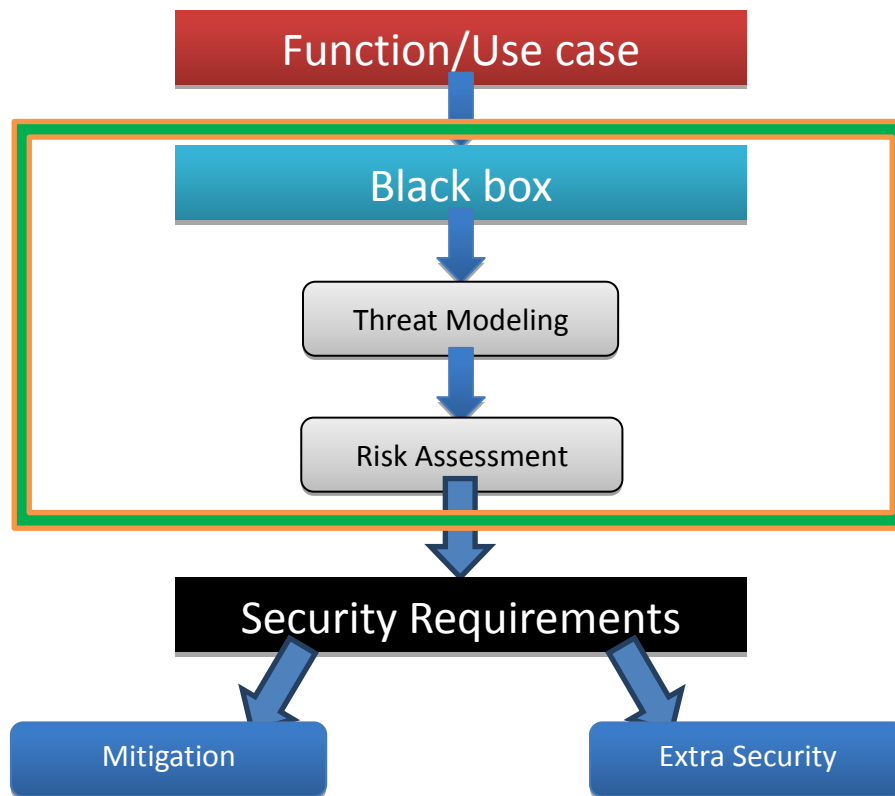 Function/Use case
Black box
Threat Modeling
Risk Assessment
Security Requirements
Mitigation
Extra Security